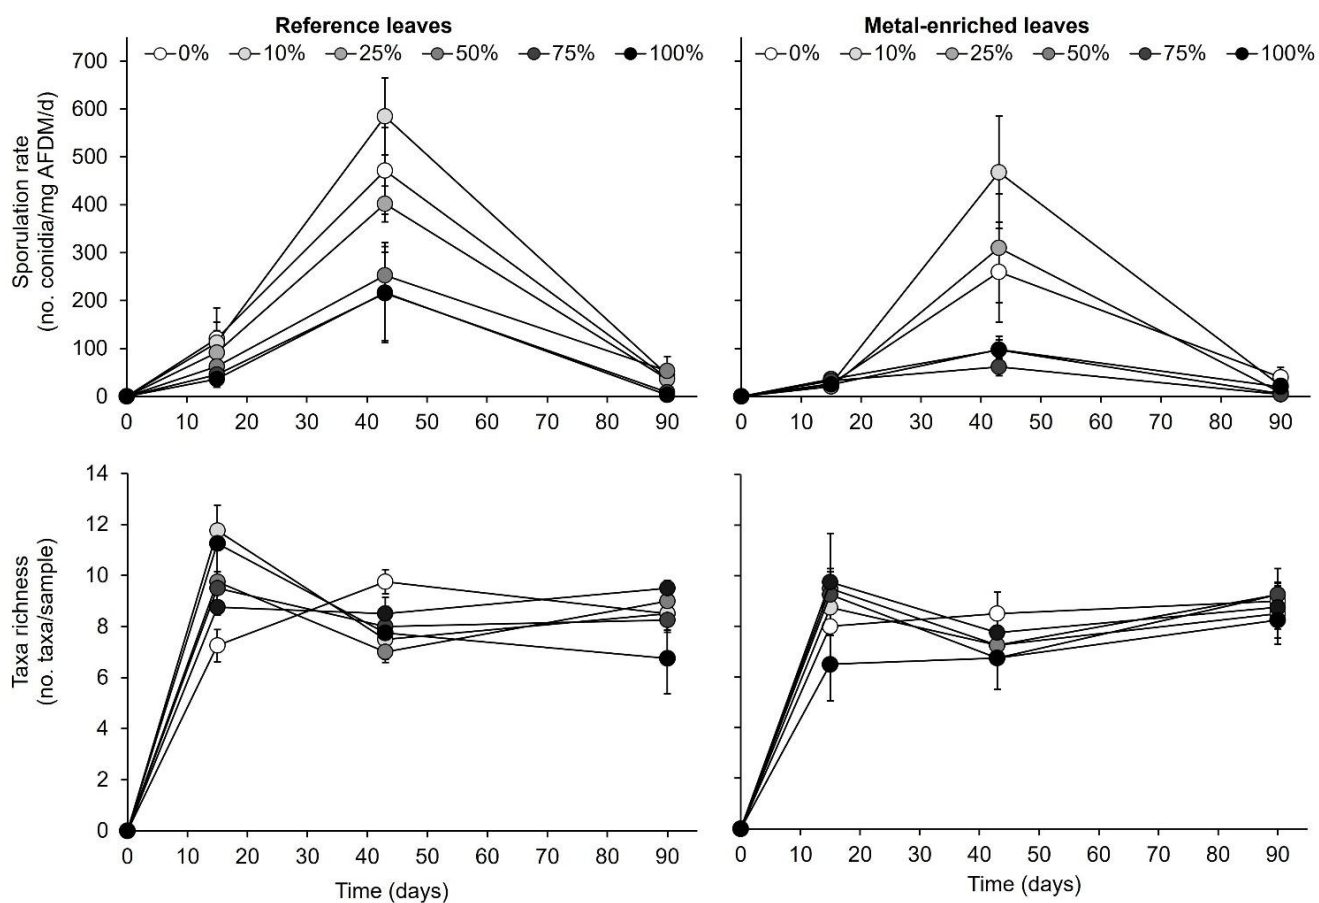 Reference leaves
0% 10% 25% 50% 75% 100%
Metal-enriched leaves
0% 10% 25% 50% 75% 100%
Sporulation rate
(no. conidia/mg AFDM/d)
700
600
500
400
300
200
100
0
0 10 20 30 40 50 60 70 80 90
0 10 20 30 40 50 60 70 80 90
Taxa richness
(no. taxa/sample)
14
12
10
8
6
4
2
0
0 10 20 30 40 50 60 70 80 90
Time (days)
0 10 20 30 40 50 60 70 80 90
Time (days)